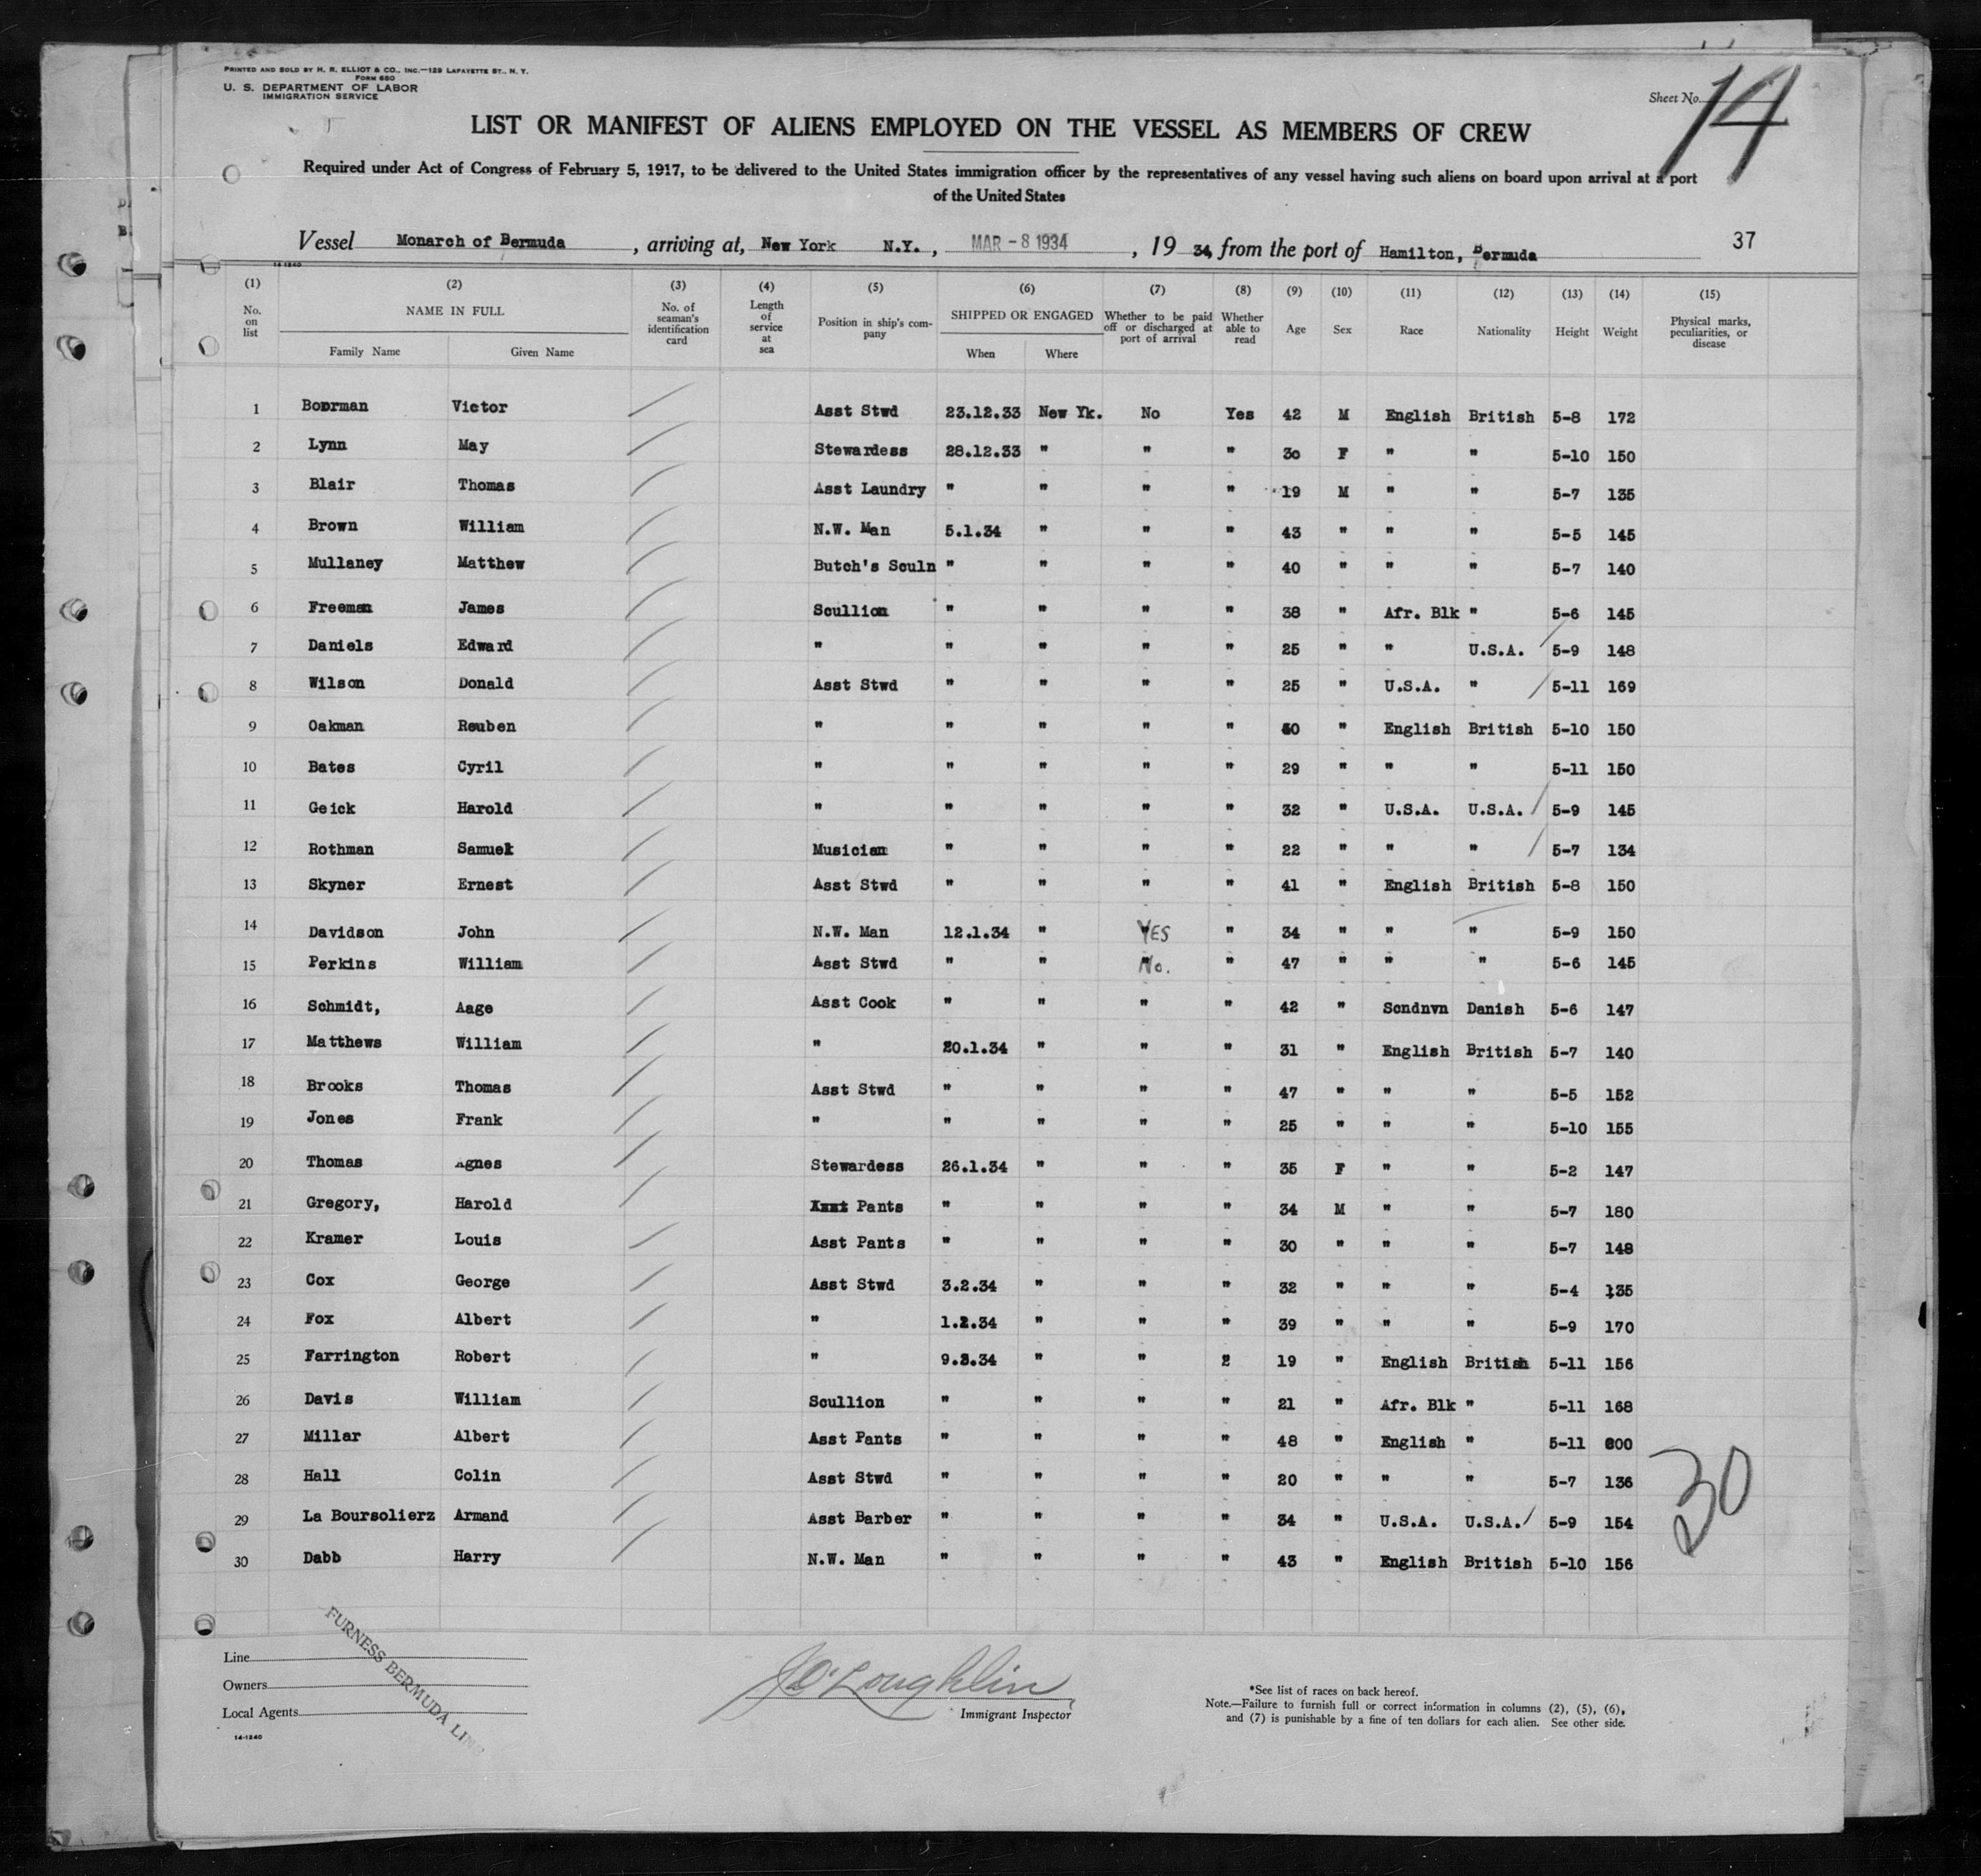 PRINTED AND SOLD BY H. R. ELLIOT & CO., INC.—129 LAFAYETTE ST., N. Y.
FORM 680
U. S. DEPARTMENT OF LABOR
IMMIGRATION SERVICE
Sheet No. 14
LIST OR MANIFEST OF ALIENS EMPLOYED ON THE VESSEL AS MEMBERS OF CREW
Required under Act of Congress of February 5, 1917, to be delivered to the United States immigration officer by the representatives of any vessel having such aliens on board upon arrival at a port
of the United States
Vessel Monarch of Bermuda, arriving at, New York N.Y., MAR - 8 1934, 19 34, from the port of Hamilton, Bermuda 37
14-1240
(1) (2) (3) (4) (5) (6) (7) (8) (9) (10) (11) (12) (13) (14) (15)
No. on list NAME IN FULL Family Name Given Name No. of seaman's identification card Length of service at sea Position in ship's company SHIPPED OR ENGAGED When Where Whether to be paid off or discharged at port of arrival Whether able to read Age Sex Race Nationality Height Weight Physical marks, peculiarities, or disease
1 Boorman Victor Asst Stwd 23.12.33 New Yk. No Yes 42 M English British 5-8 172
2 Lynn May Stewardess 28.12.33 " " " 30 F " " 5-10 150
3 Blair Thomas Asst Laundry " " " " 19 M " " 5-7 135
4 Brown William N.W. Man 5.1.34 " " " 43 " " " 5-5 145
5 Mullaney Matthew Butch's Sculn " " " " 40 " " " 5-7 140
6 Freeman James Scullion " " " " 38 " Afr. Blk " 5-6 145
7 Daniels Edward " " " " " 25 " " U.S.A. 5-9 148
8 Wilson Donald Asst Stwd " " " " 25 " U.S.A. " 5-11 169
9 Oakman Reuben " " " " " " English British 5-10 150
10 Bates Cyril " " " " " 29 " " " 5-11 150
11 Geick Harold " " " " " 32 " U.S.A. U.S.A. 5-9 145
12 Rothman Samuel Musician " " " " 22 " " " 5-7 134
13 Skyner Ernest Asst Stwd " " " " 41 " English British 5-8 150
14 Davidson John N.W. Man 12.1.34 " YES " 34 " " " 5-9 150
15 Perkins William Asst Stwd " " No. " 47 " " " 5-6 145
16 Schmidt, Aage Asst Cook " " " " 42 " Scndnvn Danish 5-6 147
17 Matthews William " 20.1.34 " " " 31 " English British 5-7 140
18 Brooks Thomas Asst Stwd " " " " 47 " " " 5-5 152
19 Jones Frank " " " " " 25 " " " 5-10 155
20 Thomas Agnes Stewardess 26.1.34 " " " 35 F " " 5-2 147
21 Gregory, Harold Pants " " " " 34 M " " 5-7 180
22 Kramer Louis Asst Pants " " " " 30 " " " 5-7 148
23 Cox George Asst Stwd 3.2.34 " " " 32 " " " 5-4 135
24 Fox Albert " 1.2.34 " " " 39 " " " 5-9 170
25 Farrington Robert " 9.2.34 " " 2 19 " English British 5-11 156
26 Davis William Scullion " " " " 21 " Afr. Blk " 5-11 168
27 Millar Albert Asst Pants " " " " 48 " English " 5-11
28 Hall Colin Asst Stwd " " " " 20 " " " 5-7 136
29 La Boursolierz Armand Asst Barber " " " " 34 " U.S.A. U.S.A. 5-9 154
30 Dabb Harry N.W. Man " " " " 43 " English British 5-10 156
30
FURNESS BERMUDA LINE
Line
Owners
Local Agents
14-1240
J O'Loughlin
Immigrant Inspector
*See list of races on back hereof.
Note.—Failure to furnish full or correct information in columns (2), (5), (6),
and (7) is punishable by a fine of ten dollars for each alien. See other side.